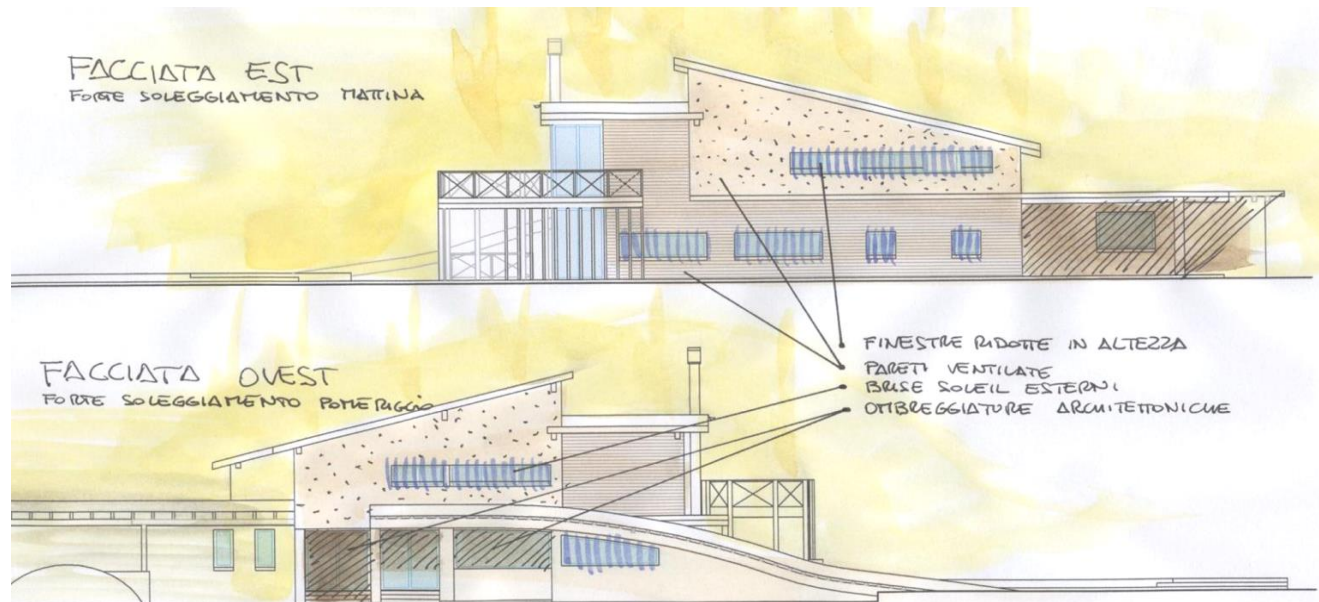 FACCIATA EST
FORTE SOLEGGIAMENTO MATTINA
FINESTRE RIDOTTE IN ALTEZZA
PARETI VENTILATE
BRISE SOLEIL ESTERNI
OMBREGGIATURE ARCHITETTONICHE
FACCIATA OVEST
FORTE SOLEGGIAMENTO POMERIGGIO